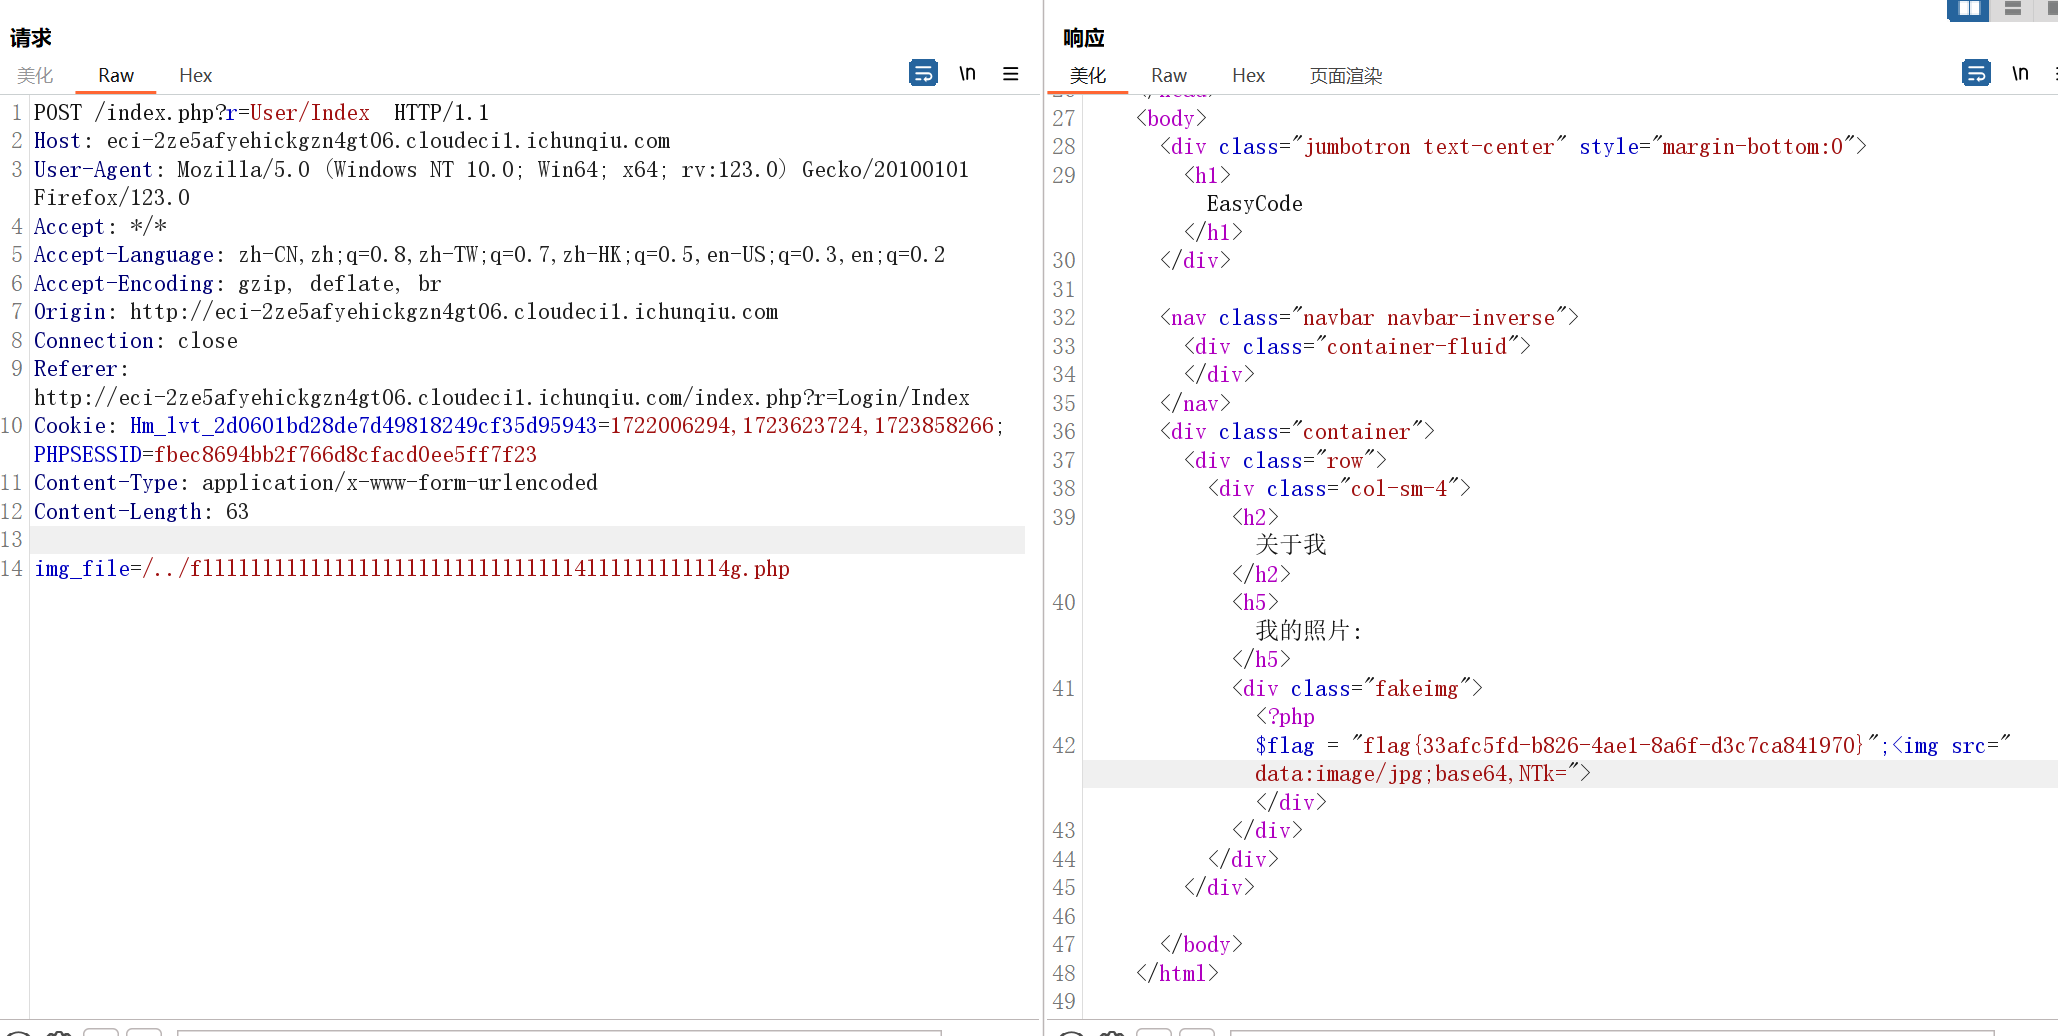 请求
美化 Raw Hex \n
1 POST /index.php?r=User/Index  HTTP/1.1
2 Host: eci-2ze5afyehickgzn4gt06.cloudeci1.ichunqiu.com
3 User-Agent: Mozilla/5.0 (Windows NT 10.0; Win64; x64; rv:123.0) Gecko/20100101
Firefox/123.0
4 Accept: */*
5 Accept-Language: zh-CN,zh;q=0.8,zh-TW;q=0.7,zh-HK;q=0.5,en-US;q=0.3,en;q=0.2
6 Accept-Encoding: gzip, deflate, br
7 Origin: http://eci-2ze5afyehickgzn4gt06.cloudeci1.ichunqiu.com
8 Connection: close
9 Referer:
http://eci-2ze5afyehickgzn4gt06.cloudeci1.ichunqiu.com/index.php?r=Login/Index
10 Cookie: Hm_lvt_2d0601bd28de7d49818249cf35d95943=1722006294,1723623724,1723858266;
PHPSESSID=fbec8694bb2f766d8cfacd0ee5ff7f23
11 Content-Type: application/x-www-form-urlencoded
12 Content-Length: 63
13
响应
美化 Raw Hex 页面渲染 \n
27 <body>
28 <div class="jumbotron text-center" style="margin-bottom:0">
29 <h1>
EasyCode
</h1>
30 </div>
31
32 <nav class="navbar navbar-inverse">
33 <div class="container-fluid">
34 </div>
35 </nav>
36 <div class="container">
37 <div class="row">
38 <div class="col-sm-4">
39 <h2>
关于我
</h2>
40 <h5>
我的照片:
</h5>
41 <div class="fakeimg">
<?php
42 $flag = "flag{33afc5fd-b826-4ae1-8a6f-d3c7ca841970}";<img src="
data:image/jpg;base64,NTk=">
</div>
43 </div>
44 </div>
45 </div>
46
47 </body>
48 </html>
49